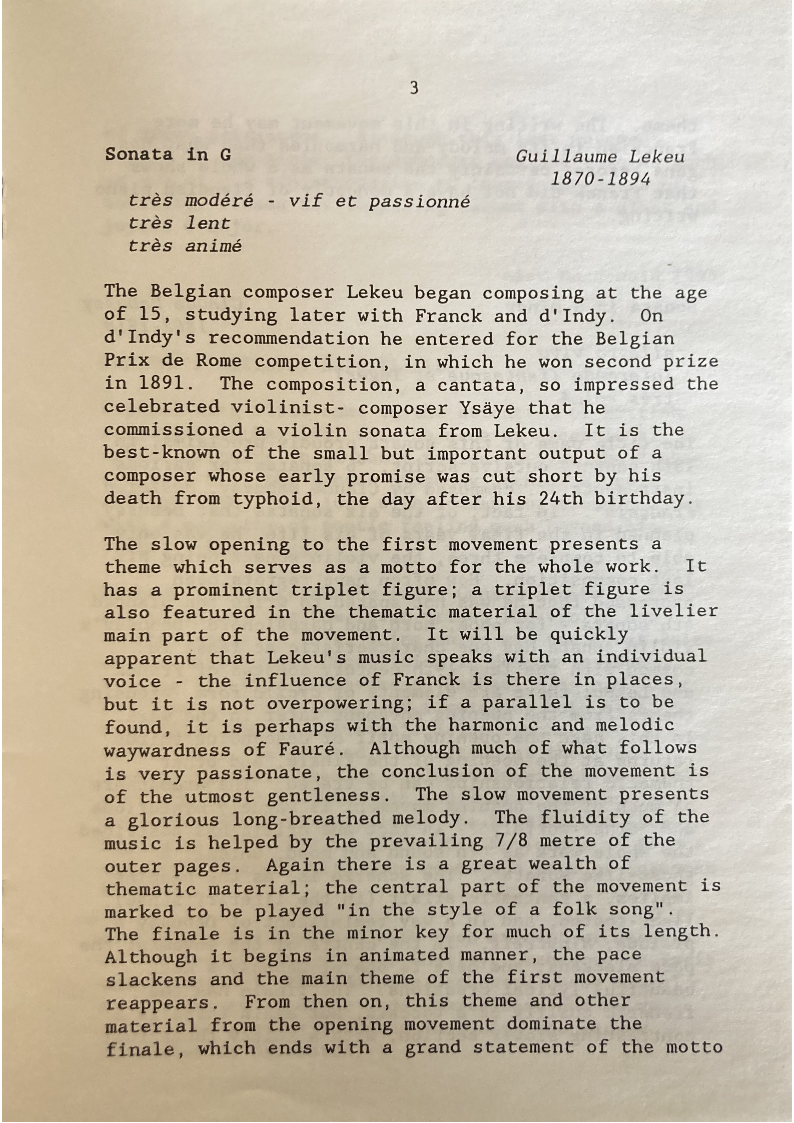 3
Sonata in G Guillaume Lekeu
1870-1894
très modéré - vif et passionné
très lent
très animé
The Belgian composer Lekeu began composing at the age
of 15, studying later with Franck and d'Indy. On
d'Indy's recommendation he entered for the Belgian
Prix de Rome competition, in which he won second prize
in 1891. The composition, a cantata, so impressed the
celebrated violinist- composer Ysäye that he
commissioned a violin sonata from Lekeu. It is the
best-known of the small but important output of a
composer whose early promise was cut short by his
death from typhoid, the day after his 24th birthday.
The slow opening to the first movement presents a
theme which serves as a motto for the whole work. It
has a prominent triplet figure; a triplet figure is
also featured in the thematic material of the livelier
main part of the movement. It will be quickly
apparent that Lekeu's music speaks with an individual
voice - the influence of Franck is there in places,
but it is not overpowering; if a parallel is to be
found, it is perhaps with the harmonic and melodic
waywardness of Fauré. Although much of what follows
is very passionate, the conclusion of the movement is
of the utmost gentleness. The slow movement presents
a glorious long-breathed melody. The fluidity of the
music is helped by the prevailing 7/8 metre of the
outer pages. Again there is a great wealth of
thematic material; the central part of the movement is
marked to be played "in the style of a folk song".
The finale is in the minor key for much of its length.
Although it begins in animated manner, the pace
slackens and the main theme of the first movement
reappears. From then on, this theme and other
material from the opening movement dominate the
finale, which ends with a grand statement of the motto